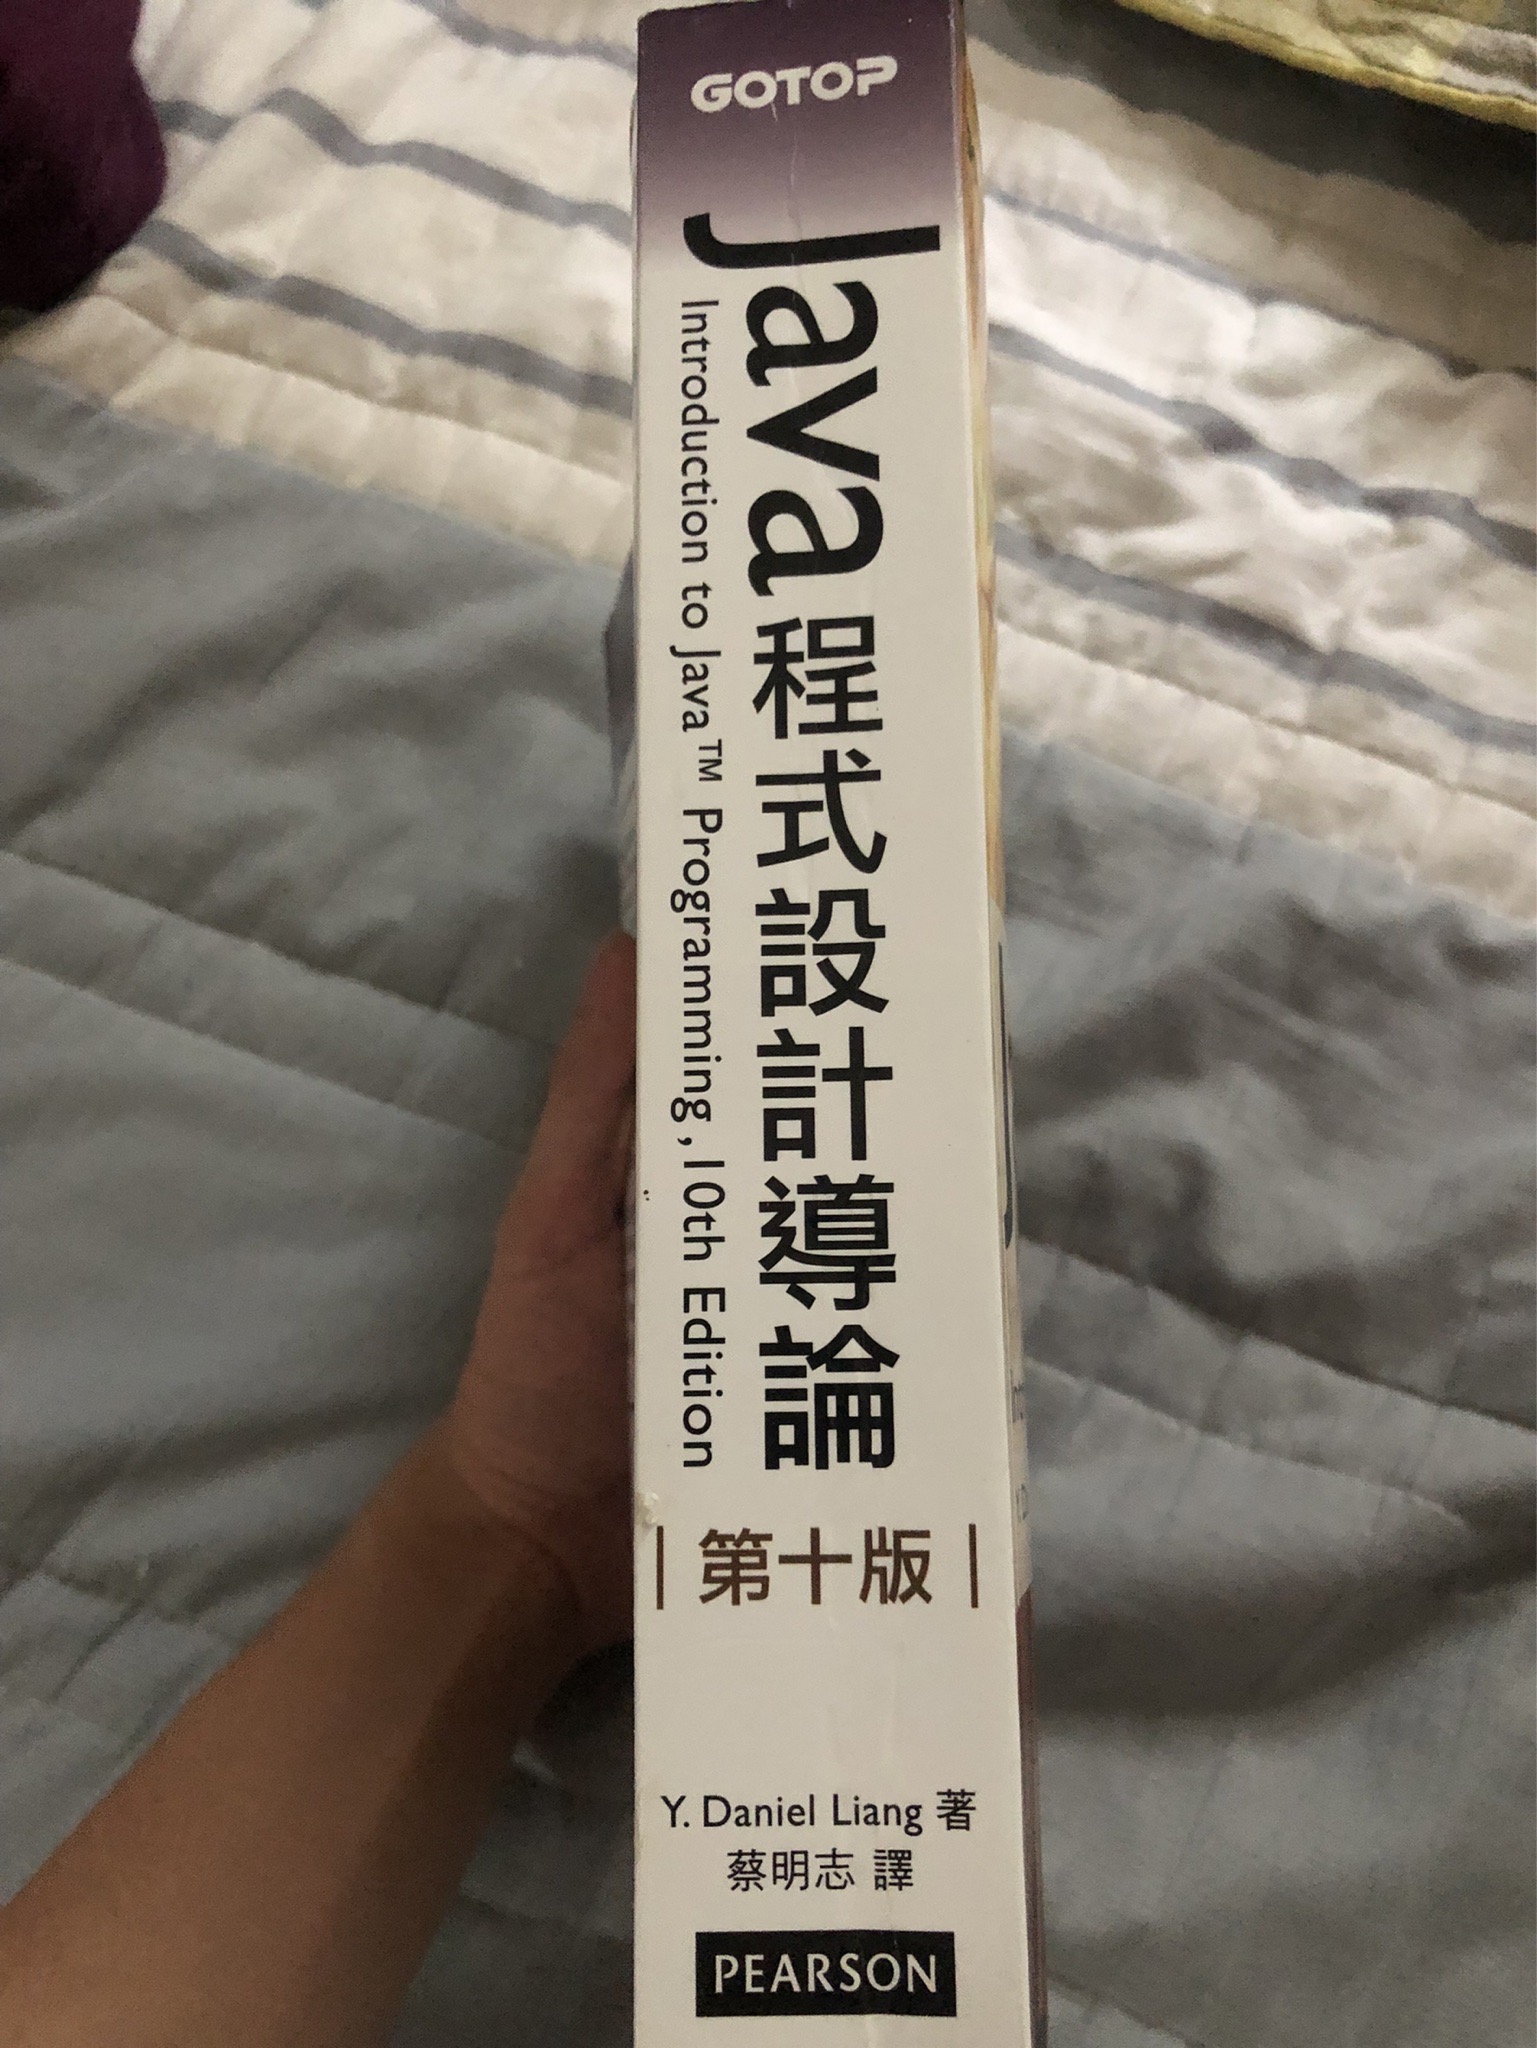 GOTOP
Java程式設計導論
Introduction to Java™ Programming, 10th Edition
|第十版|
Y. Daniel Liang 著
蔡明志 譯
PEARSON